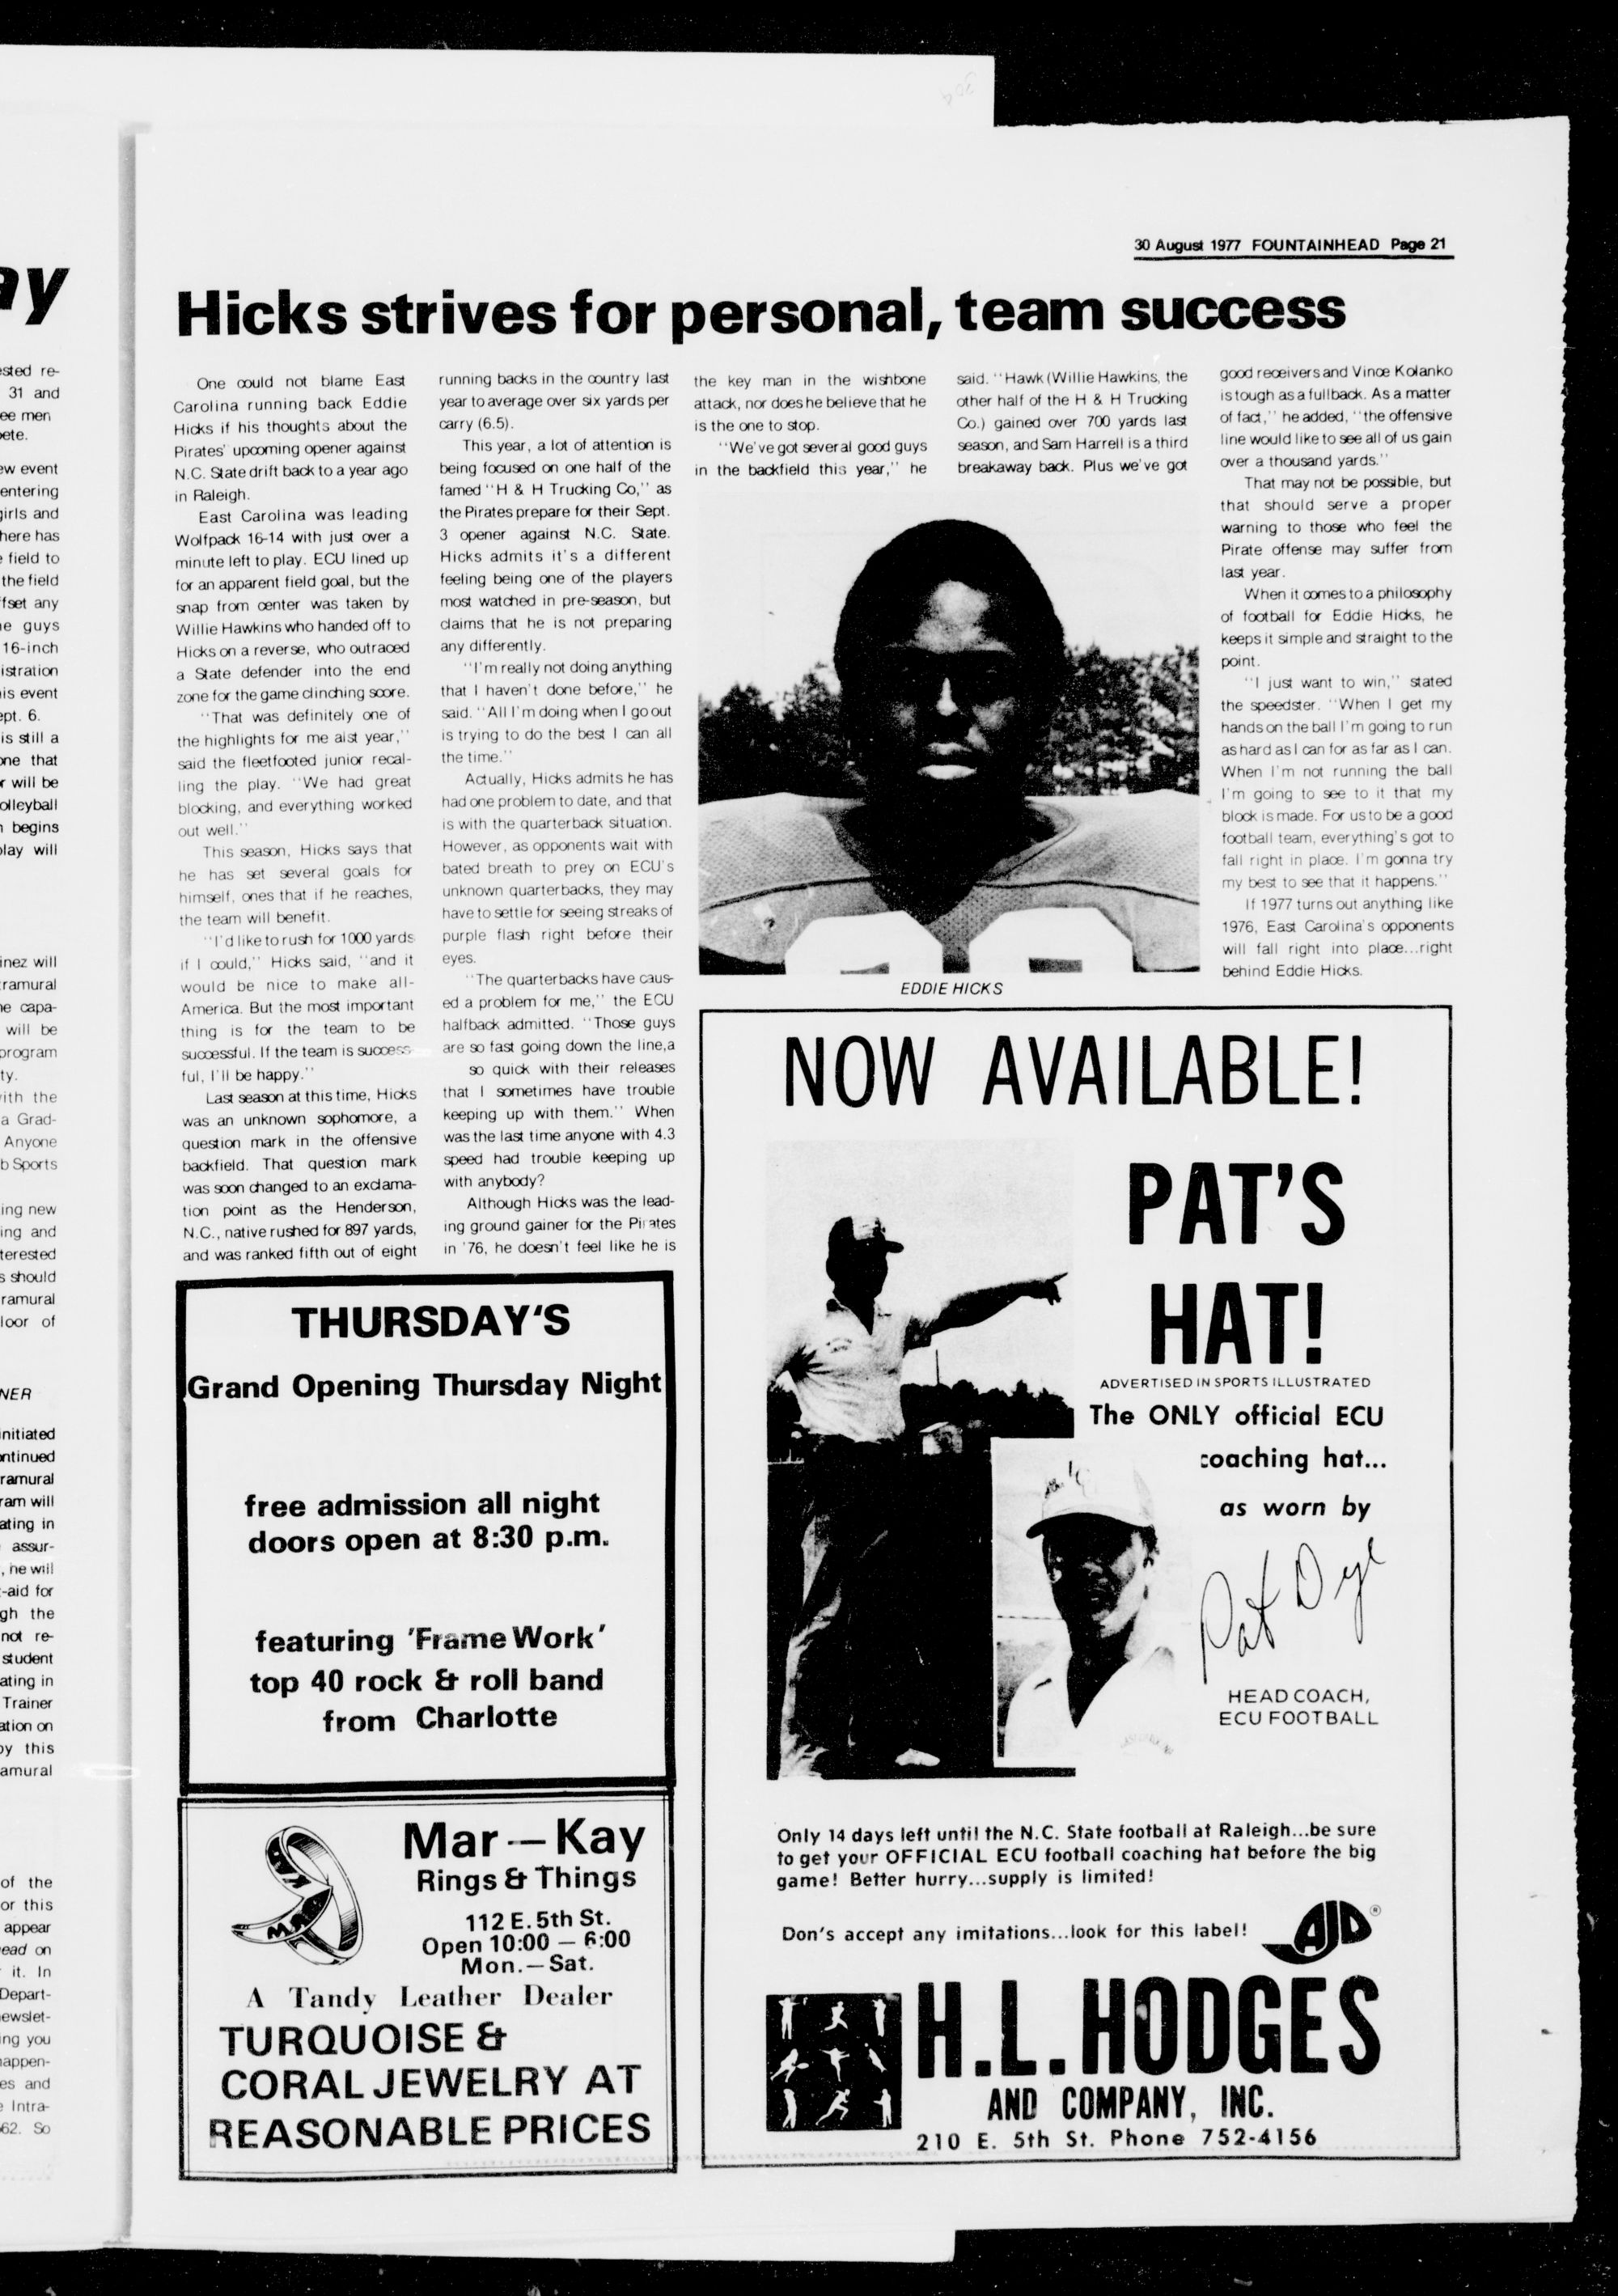 30 August 1977 FOUNTAINHEAD Page 21
Hicks strives for personal, team success
One could not blame East
Carolina running back Eddie
Hicks if his thoughts about the
Pirates' upcoming opener against
N.C. State drift back to a year ago
in Raleigh.
East Carolina was leading
Wolfpack 16-14 with just over a
minute left to play. ECU lined up
for an apparent field goal, but the
snap from center was taken by
Willie Hawkins who handed off to
Hicks on a reverse, who outraced
a State defender into the end
zone for the game clinching score.
"That was definitely one of
the highlights for me alst year,"
said the fleetfooted junior recal-
ling the play. "We had great
blocking, and everything worked
out well."
This season, Hicks says that
he has set several goals for
himself, ones that if he reaches,
the team will benefit.
"I'd like to rush for 1000 yards
if I could," Hicks said, "and it
would be nice to make all-
America. But the most important
thing is for the team to be
successful. If the team is success-
ful, I'll be happy."
Last season at this time, Hicks
was an unknown sophomore, a
question mark in the offensive
backfield. That question mark
was soon changed to an exclama-
tion point as the Henderson,
N.C., native rushed for 897 yards,
and was ranked fifth out of eight
running backs in the country last
year to average over six yards per
carry (6.5).
This year, a lot of attention is
being focused on one half of the
famed "H & H Trucking Co," as
the Pirates prepare for their Sept.
3 opener against N.C. State.
Hicks admits it's a different
feeling being one of the players
most watched in pre-season, but
claims that he is not preparing
any differently.
"I'm really not doing anything
that I haven't done before," he
said. "All I'm doing when I go out
is trying to do the best I can all
the time."
Actually, Hicks admits he has
had one problem to date, and that
is with the quarterback situation.
However, as opponents wait with
bated breath to prey on ECU's
unknown quarterbacks, they may
have to settle for seeing streaks of
purple flash right before their
eyes.
"The quarterbacks have caus-
ed a problem for me," the ECU
halfback admitted. "Those guys
are so fast going down the line,a
so quick with their releases
that I sometimes have trouble
keeping up with them." When
was the last time anyone with 4.3
speed had trouble keeping up
with anybody?
Although Hicks was the lead-
ing ground gainer for the Pirates
in '76, he doesn't feel like he is
the key man in the wishbone
attack, nor does he believe that he
is the one to stop.
"We've got several good guys
in the backfield this year," he
said. "Hawk (Willie Hawkins, the
other half of the H & H Trucking
Co.) gained over 700 yards last
season, and Sam Harrell is a third
breakaway back. Plus we've got
good receivers and Vince Kolanko
is tough as a fullback. As a matter
of fact," he added, "the offensive
line would like to see all of us gain
over a thousand yards."
That may not be possible, but
that should serve a proper
warning to those who feel the
Pirate offense may suffer from
last year.
When it comes to a philosophy
of football for Eddie Hicks, he
keeps it simple and straight to the
point.
"I just want to win," stated
the speedster. "When I get my
hands on the ball I'm going to run
as hard as I can for as far as I can.
When I'm not running the ball
I'm going to see to it that my
block is made. For us to be a good
football team, everything's got to
fall right in place. I'm gonna try
my best to see that it happens."
If 1977 turns out anything like
1976, East Carolina's opponents
will fall right into place...right
behind Eddie Hicks.
EDDIE HICKS
THURSDAY'S
Grand Opening Thursday Night
free admission all night
doors open at 8:30 p.m.
featuring 'Frame Work'
top 40 rock & roll band
from Charlotte
Mar—Kay
Rings & Things
112 E. 5th St.
Open 10:00 — 6:00
Mon.—Sat.
A Tandy Leather Dealer
TURQUOISE &
CORAL JEWELRY AT
REASONABLE PRICES
NOW AVAILABLE!
PAT'S
HAT!
ADVERTISED IN SPORTS ILLUSTRATED
The ONLY official ECU
coaching hat...
as worn by
Pat Dye
HEAD COACH,
ECU FOOTBALL
Only 14 days left until the N.C. State football at Raleigh...be sure
to get your OFFICIAL ECU football coaching hat before the big
game! Better hurry...supply is limited!
Don's accept any imitations...look for this label!
AJD®
H.L. HODGES
AND COMPANY, INC.
210 E. 5th St. Phone 752-4156